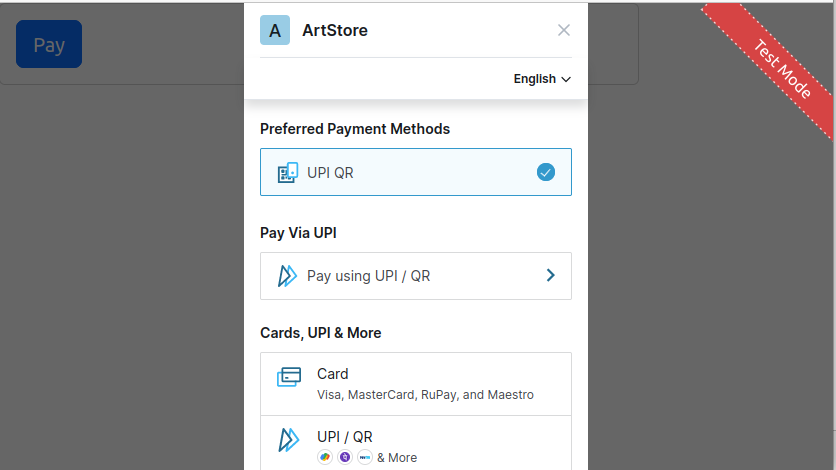 Pay
A ArtStore
English
Test Mode
Preferred Payment Methods
UPI QR
Pay Via UPI
Pay using UPI / QR
Cards, UPI & More
Card
Visa, MasterCard, RuPay, and Maestro
UPI / QR
& More